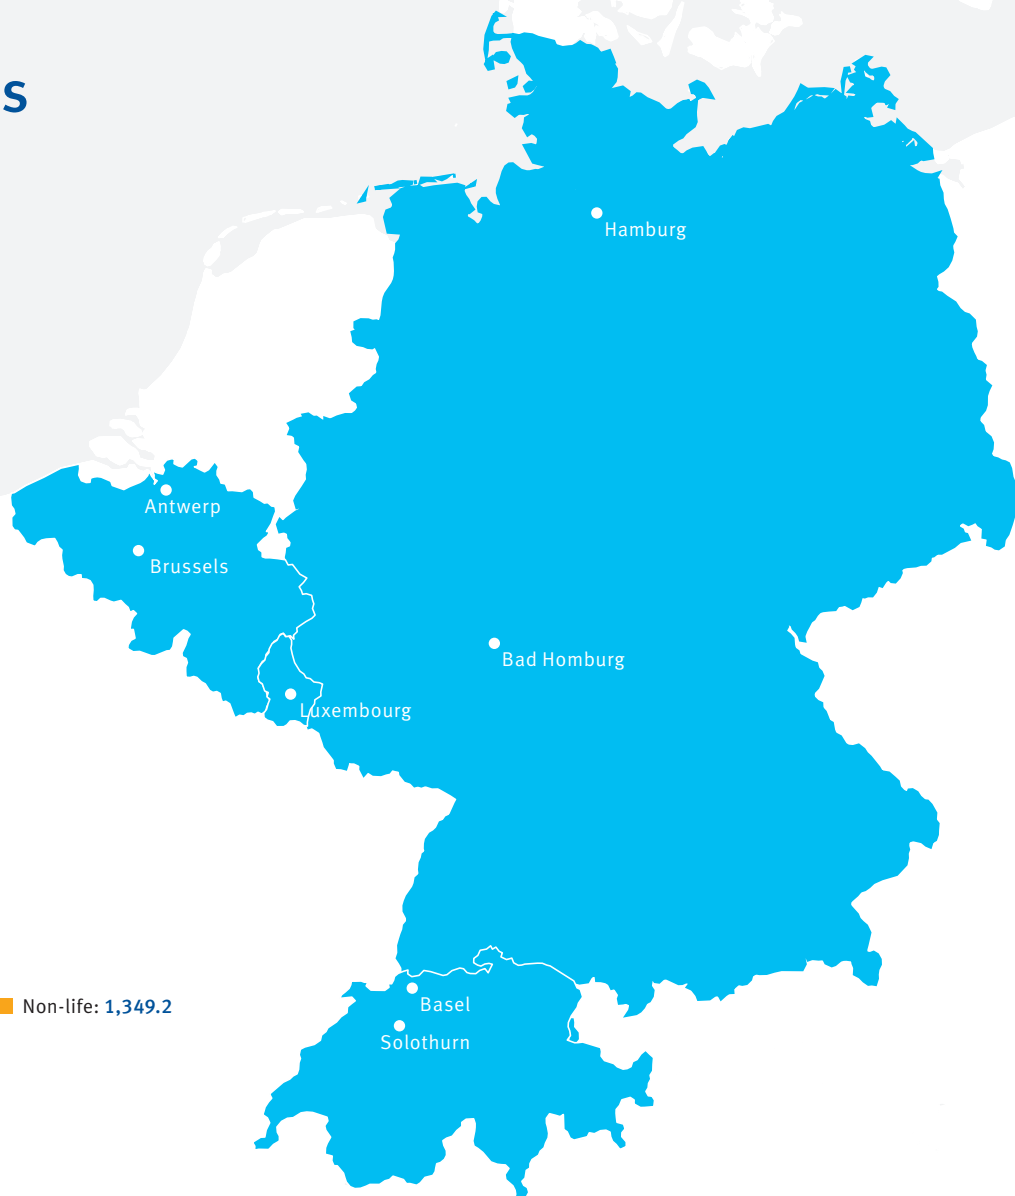 s
Hamburg
Antwerp
Brussels
Bad Homburg
Luxembourg
Non-life: 1,349.2
Basel
Solothurn